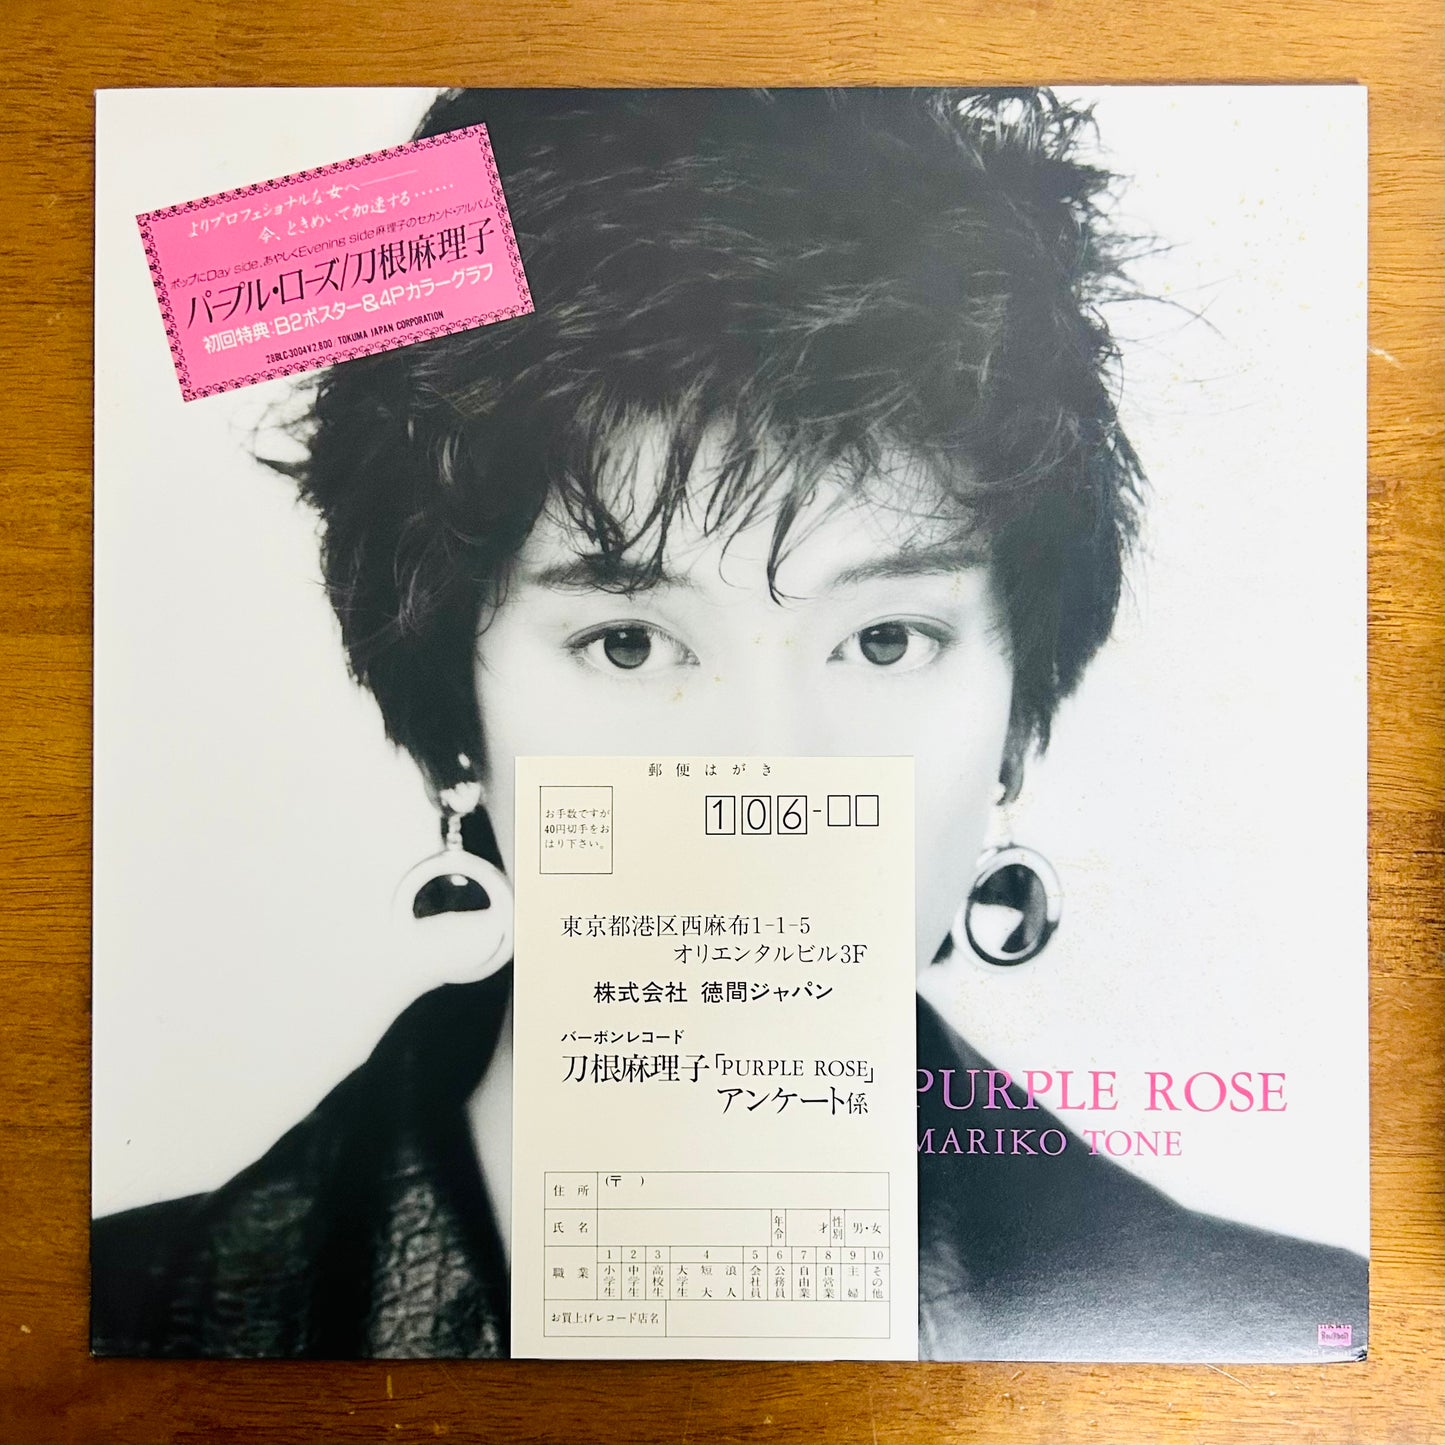 よりプロフェショナルな女へ———
今、ときめいて加速する‥‥‥
ポップにDay side、あやしくEvening side麻理子のセカンド・アルバム
パープル・ローズ/刀根麻理子
初回特典:B2ポスター&4Pカラーグラフ
28BLC-3004¥2,800/TOKUMA JAPAN CORPORATION
郵便はがき
お手数ですが
40円切手をお
はり下さい。
106-□□
東京都港区西麻布1-1-5
オリエンタルビル3F
株式会社 徳間ジャパン
バーボンレコード
刀根麻理子「PURPLE ROSE」
アンケート係
PURPLE ROSE
MARIKO TONE
住所 (〒 )
氏名 年令 才 性別 男・女
職業 1 小学生 2 中学生 3 高校生 4 大学生 短大 浪人 5 会社員 6 公務員 7 自由業 8 自営業 9 主婦 10 その他
お買上げレコード店名
Bourbon